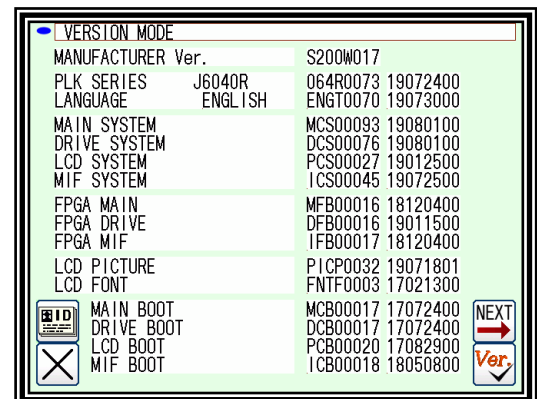 VERSION MODE
MANUFACTURER Ver. S200W017
PLK SERIES J6040R 064R0073 19072400
LANGUAGE ENGLISH ENGT0070 19073000
MAIN SYSTEM MCS00093 19080100
DRIVE SYSTEM DCS00076 19080100
LCD SYSTEM PCS00027 19012500
MIF SYSTEM ICS00045 19072500
FPGA MAIN MFB00016 18120400
FPGA DRIVE DFB00016 19011500
FPGA MIF IFB00017 18120400
LCD PICTURE PICP0032 19071801
LCD FONT FNTF0003 17021300
ID MAIN BOOT MCB00017 17072400 NEXT
DRIVE BOOT DCB00017 17072400
LCD BOOT PCB00020 17082900 Ver.
MIF BOOT ICB00018 18050800